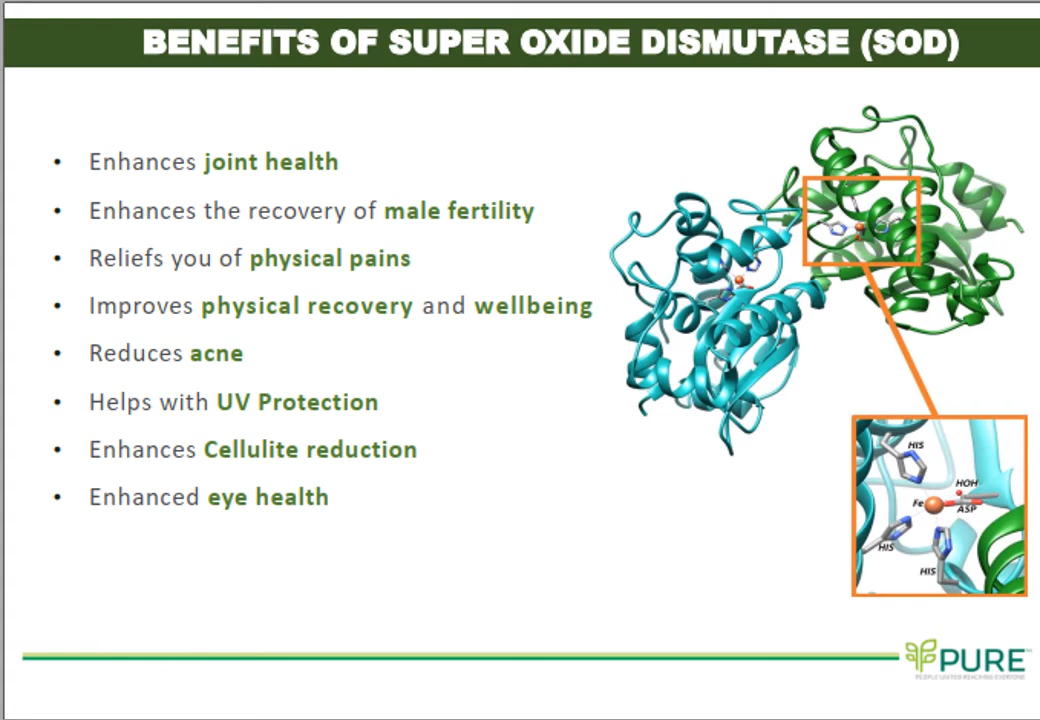 BENEFITS OF SUPER OXIDE DISMUTASE (SOD)
• Enhances joint health
• Enhances the recovery of male fertility
• Reliefs you of physical pains
• Improves physical recovery and wellbeing
• Reduces acne
• Helps with UV Protection
• Enhances Cellulite reduction
• Enhanced eye health
HIS
HOH
Fe
ASP
HIS
HIS
PURE
PEOPLE UNITED REACHING EVERYONE